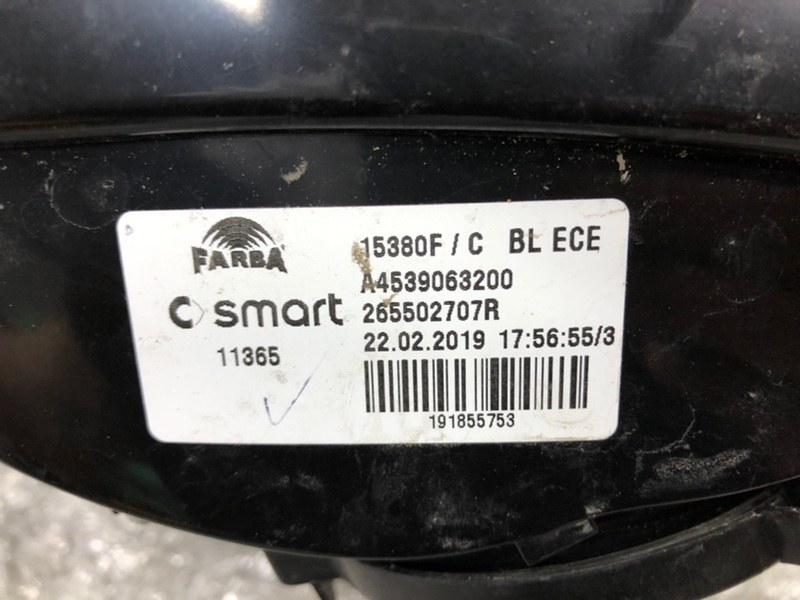 FARBA
smart
11365
15380F / C BL ECE
A4539063200
265502707R
22.02.2019 17:56:55/3
191855753